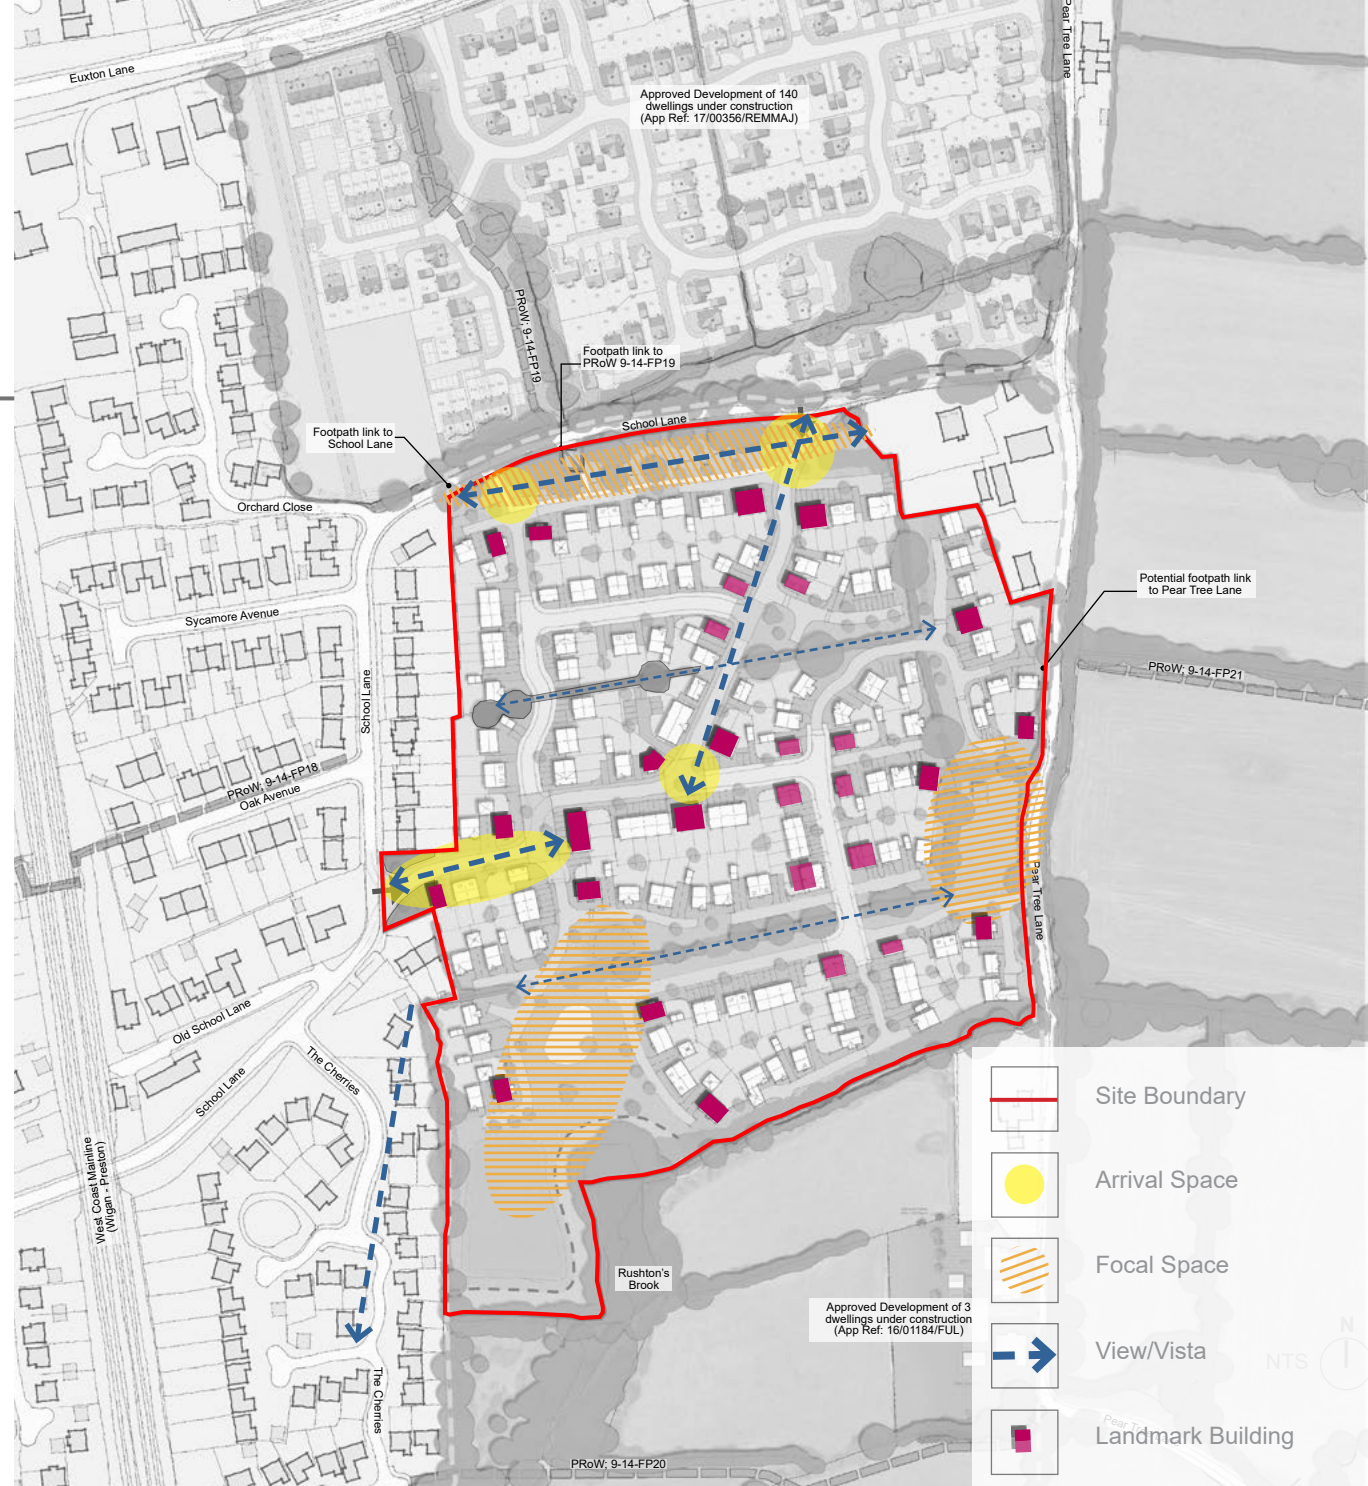 Pear Tree Lane
Euxton Lane
Approved Development of 140
dwellings under construction
(App Ref: 17/00356/REMMAJ)
PRoW; 9-14-FP19
Footpath link to
PRoW 9-14-FP19
School Lane
Footpath link to
School Lane
Orchard Close
Potential footpath link
to Pear Tree Lane
Sycamore Avenue
PRoW; 9-14-FP21
School Lane
PRoW; 9-14-FP18
Oak Avenue
Pear Tree Lane
Old School Lane
The Cherries
School Lane
West Coast Mainline
(Wigan - Preston)
Rushton's
Brook
Approved Development of 3
dwellings under construction
(App Ref: 16/01184/FUL)
The Cherries
PRoW; 9-14-FP20
Site Boundary
Arrival Space
Focal Space
View/Vista
N
NTS
Pear Tree
Landmark Building